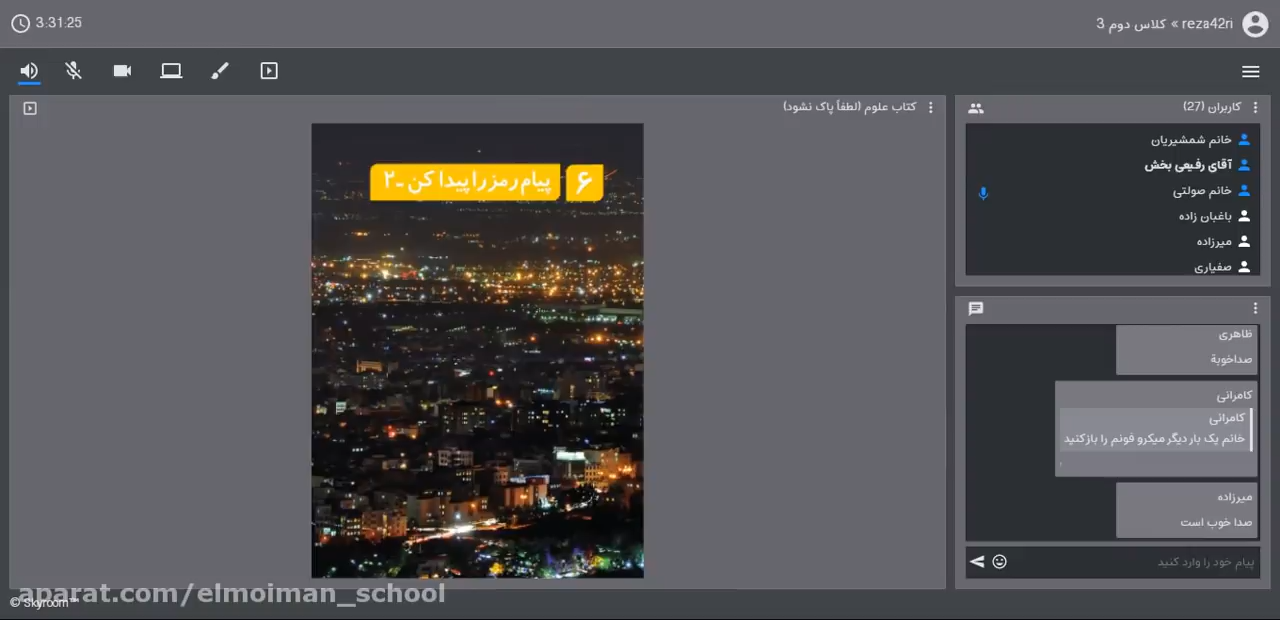 3:31:25
reza42ri » کلاس دوم 3
کتاب علوم (لطفاً پاک نشود)
۶ پیام رمز را پیدا کن ـ ۲
کاربران (27)
خانم شمشیریان
آقای رفیعی بخش
خانم صولتی
باغبان زاده
میرزاده
صفیاری
ظاهری
صداخوبة
کامرانی
کامرانی
خانم یک بار دیگر میکرو فونم را بازکنید
.
میرزاده
صدا خوب است
پیام خود را وارد کنید
aparat.com/elmoiman_school
© Skyroom™